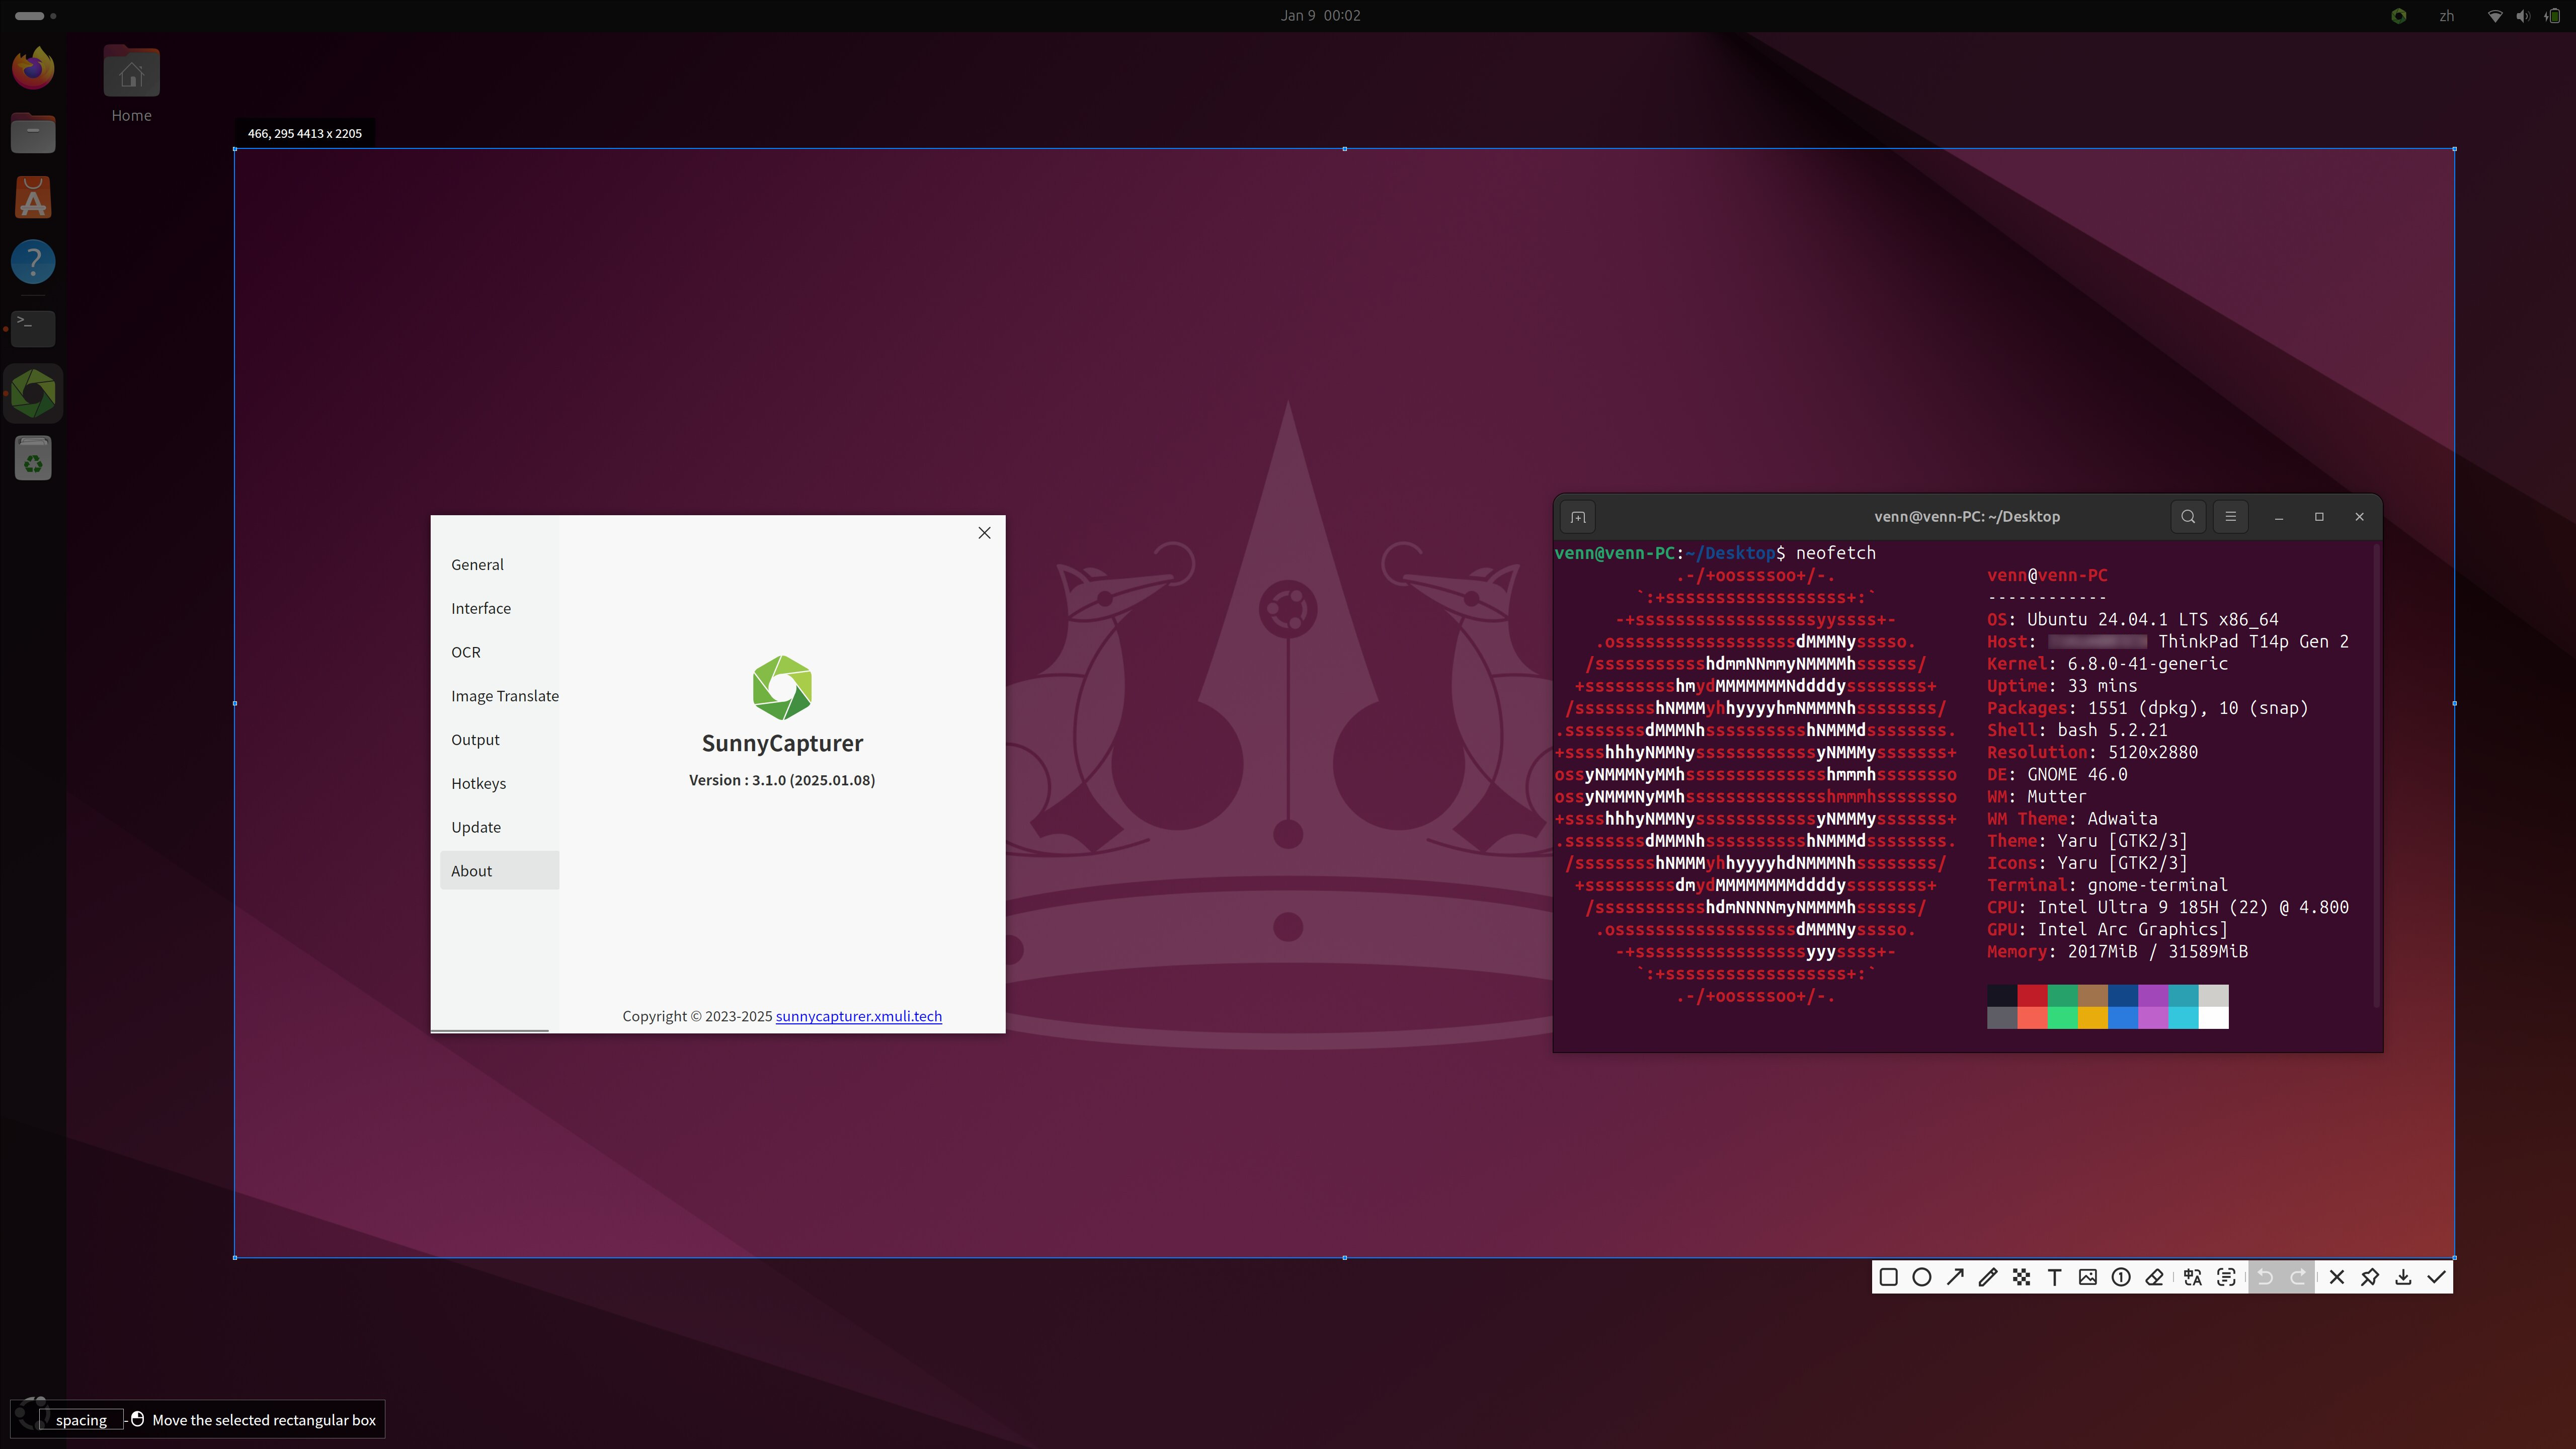 Jan 9 00:02
zh
Home
466, 295 4413 x 2205
General
Interface
OCR
Image Translate
Output
Hotkeys
Update
About
SunnyCapturer
Version : 3.1.0 (2025.01.08)
Copyright © 2023-2025 sunnycapturer.xmuli.tech
venn@venn-PC: ~/Desktop
venn@venn-PC:~/Desktop$ neofetch
.-/+oossssoo+/-. venn@venn-PC
`:+ssssssssssssssssss+:` ------------
-+ssssssssssssssssssyyssss+- OS: Ubuntu 24.04.1 LTS x86_64
.ossssssssssssssssssdMMMNysssso. Host: ThinkPad T14p Gen 2
/ssssssssssshdmmNNmmyNMMMMhssssss/ Kernel: 6.8.0-41-generic
+ssssssssshmydMMMMMMMNddddyssssssss+ Uptime: 33 mins
/sssssssshNMMMyhhyyyyhmNMMMNhssssssss/ Packages: 1551 (dpkg), 10 (snap)
.ssssssssdMMMNhsssssssssshNMMMdssssssss. Shell: bash 5.2.21
+sssshhhyNMMNyssssssssssssyNMMMysssssss+ Resolution: 5120x2880
ossyNMMMNyMMhsssssssssssssshmmmhssssssso DE: GNOME 46.0
ossyNMMMNyMMhsssssssssssssshmmmhssssssso WM: Mutter
+sssshhhyNMMNyssssssssssssyNMMMysssssss+ WM Theme: Adwaita
.ssssssssdMMMNhsssssssssshNMMMdssssssss. Theme: Yaru [GTK2/3]
/sssssssshNMMMyhhyyyyhdNMMMNhssssssss/ Icons: Yaru [GTK2/3]
+sssssssssdmydMMMMMMMMddddyssssssss+ Terminal: gnome-terminal
/ssssssssssshdmNNNNmyNMMMMhssssss/ CPU: Intel Ultra 9 185H (22) @ 4.800
.ossssssssssssssssssdMMMNysssso. GPU: Intel Arc Graphics]
-+sssssssssssssssssyyyssss+- Memory: 2017MiB / 31589MiB
`:+ssssssssssssssssss+:`
.-/+oossssoo+/-.
spacing - Move the selected rectangular box